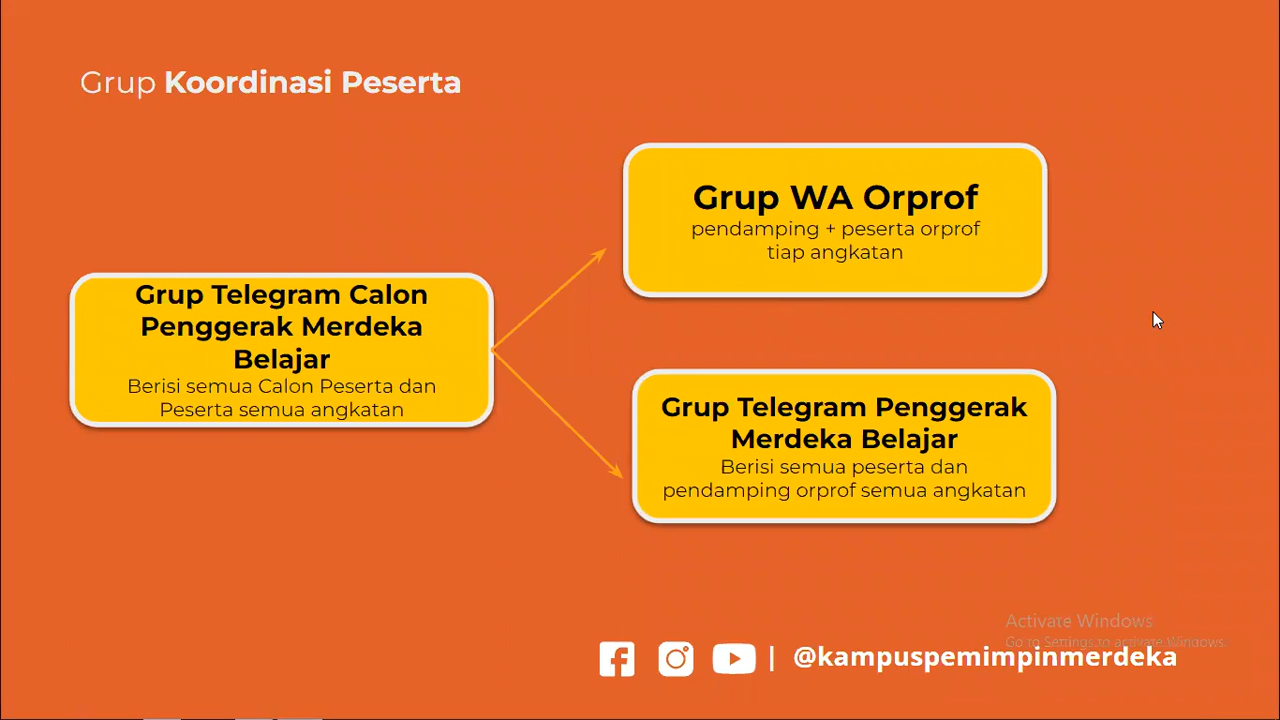 Grup Koordinasi Peserta
Grup WA Orprof
pendamping + peserta orprof
tiap angkatan
Grup Telegram Calon
Penggerak Merdeka
Belajar
Berisi semua Calon Peserta dan
Peserta semua angkatan
Grup Telegram Penggerak
Merdeka Belajar
Berisi semua peserta dan
pendamping orprof semua angkatan
Activate Windows
Go to Settings to activate Windows.
| @kampuspemimpinmerdeka